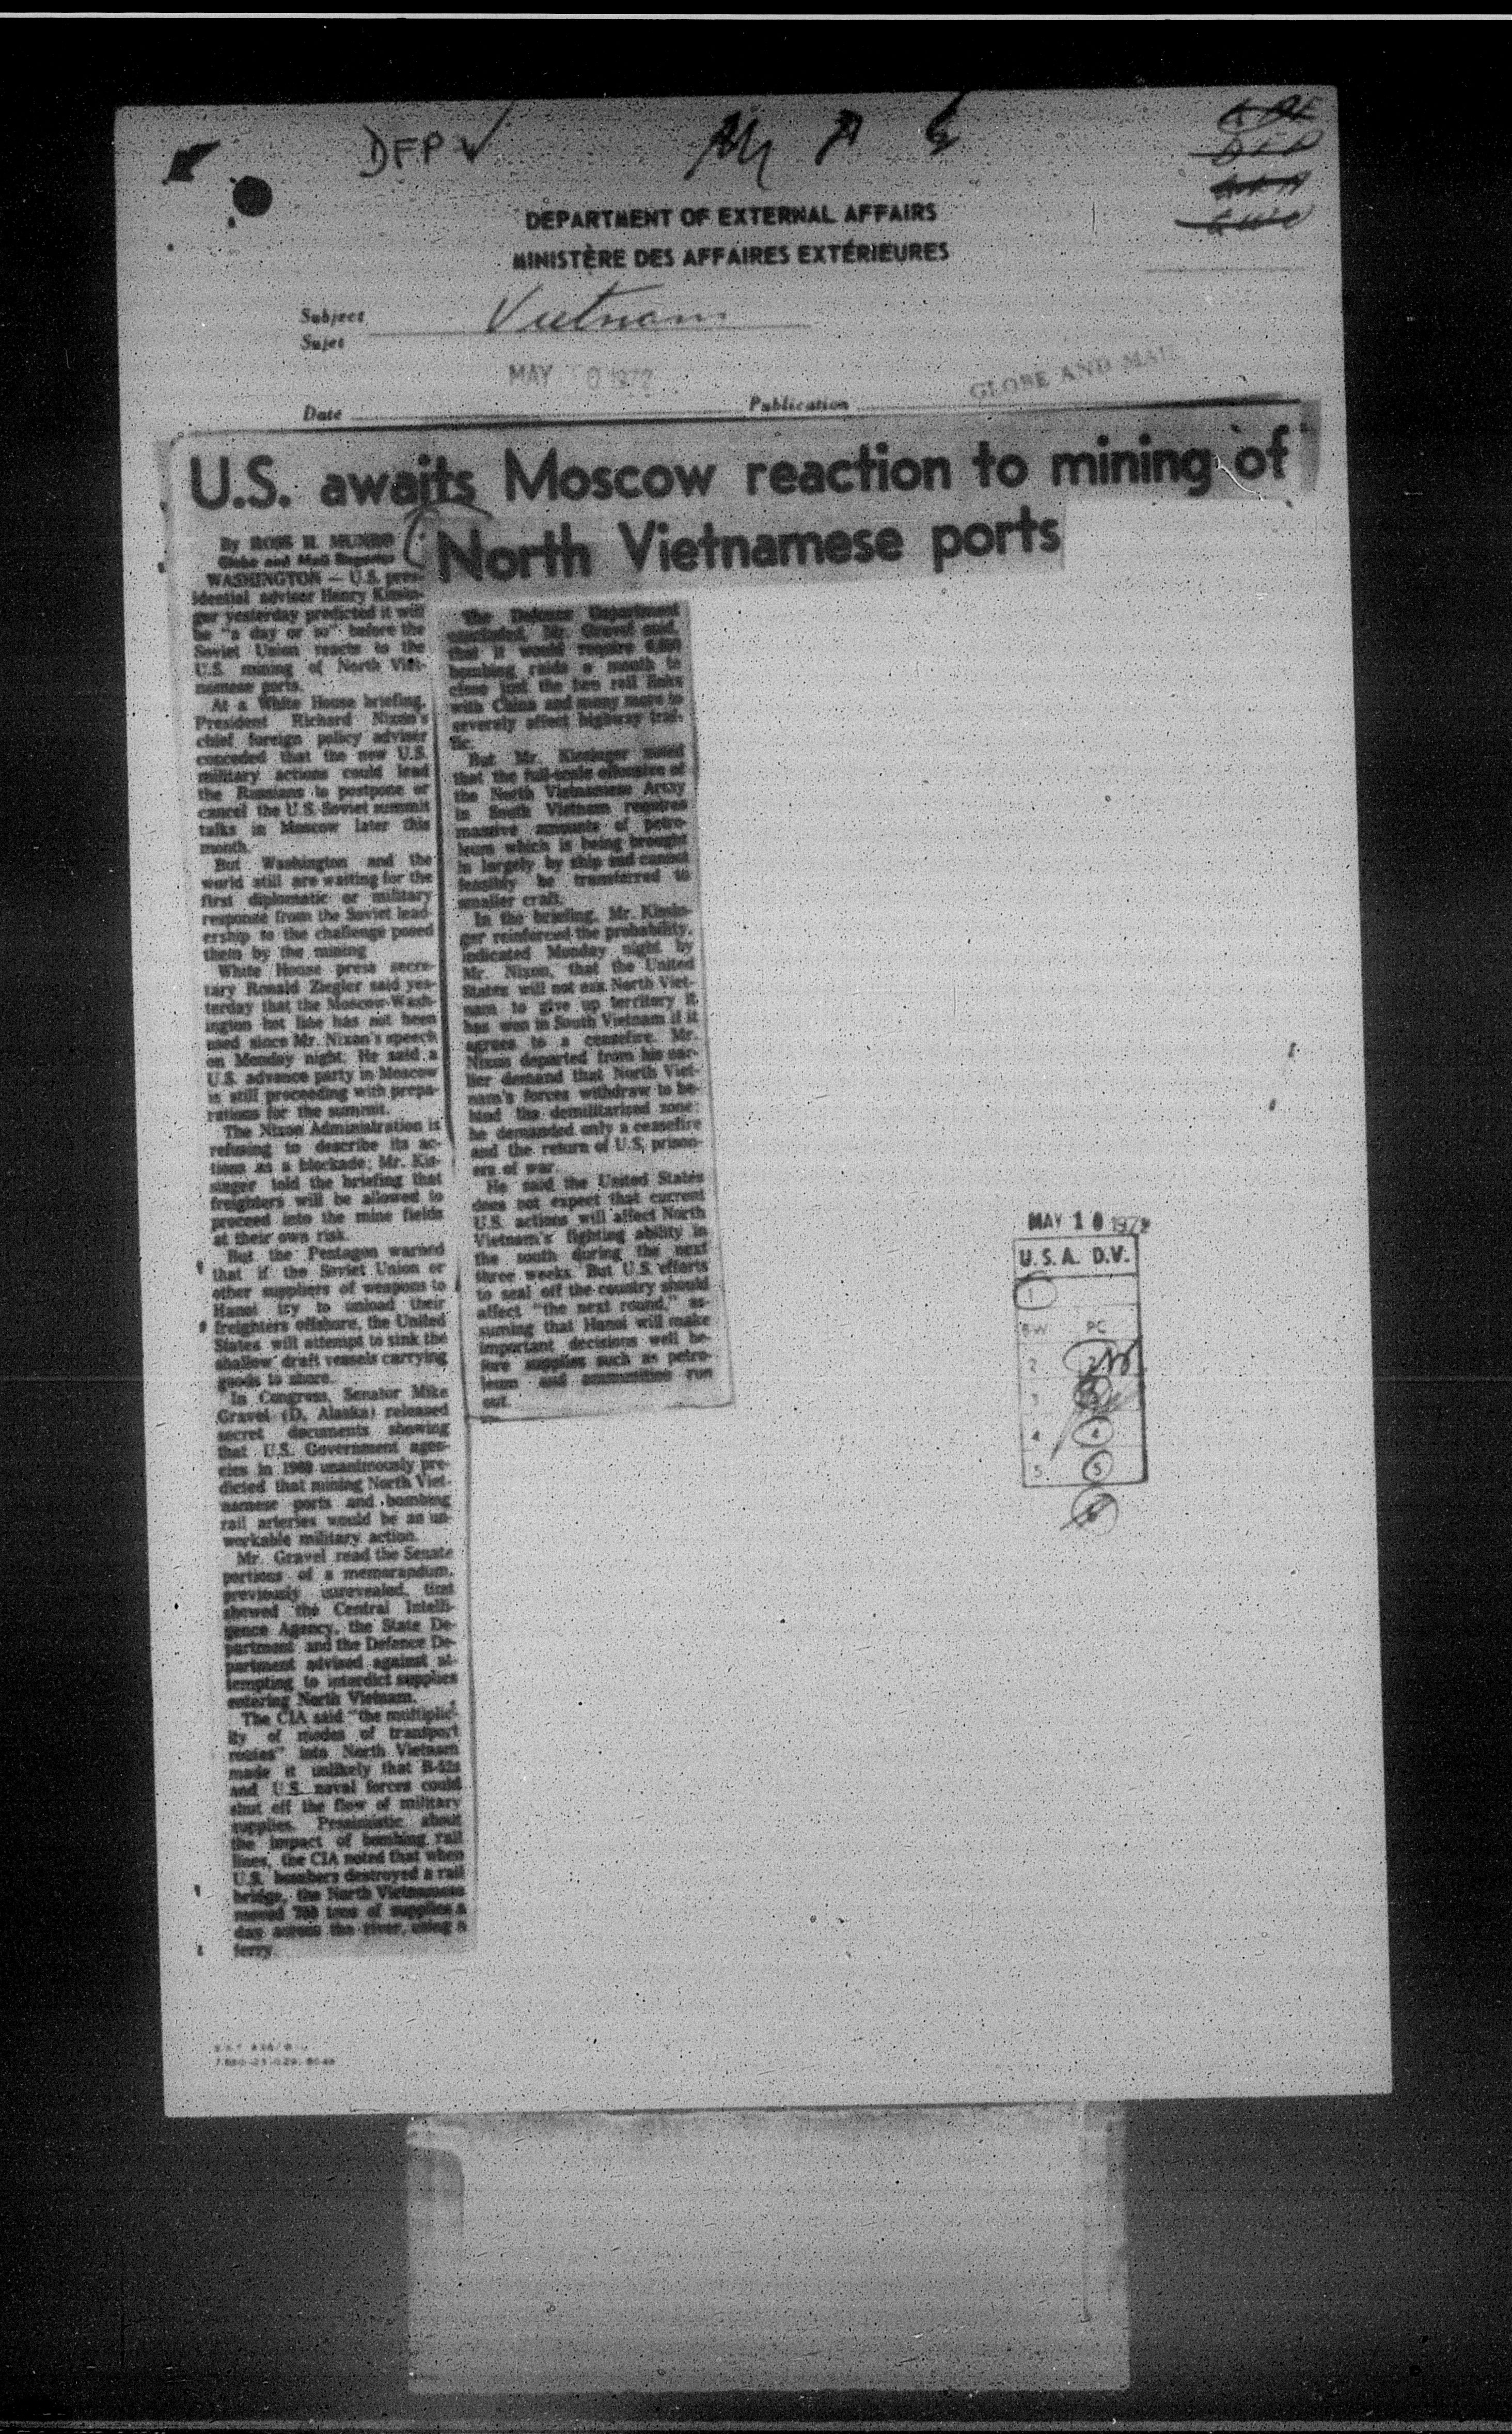 DFP ✓
DEPARTMENT OF EXTERNAL AFFAIRS
MINISTÈRE DES AFFAIRES EXTÉRIEURES
Subject
Vietnam
Sujet
MAY 0 1972
GLOBE AND MAIL
Date
Publication
U.S. awaits Moscow reaction to mining of
North Vietnamese ports
By ROSS H. MUNRO
Globe and Mail Reporter
WASHINGTON — U.S. pres-
idential adviser Henry Kissin-
ger yesterday predicted it will
be "a day or so" before the
Soviet Union reacts to the
U.S. mining of North Viet-
namese ports.
At a White House briefing,
President Richard Nixon's
chief foreign policy adviser
conceded that the new U.S.
military actions could lead
the Russians to postpone or
cancel the U.S.-Soviet summit
talks in Moscow later this
month.
But Washington and the
world still are waiting for the
first diplomatic or military
response from the Soviet lead-
ership to the challenge posed
them by the mining
White House press secre-
tary Ronald Ziegler said yes-
terday that the Moscow-Wash-
ington hot line has not been
used since Mr. Nixon's speech
on Monday night. He said a
U.S. advance party in Moscow
is still proceeding with prepa-
rations for the summit.
The Nixon Administration is
refusing to describe its ac-
tions as a blockade; Mr. Kis-
singer told the briefing that
freighters will be allowed to
proceed into the mine fields
at their own risk.
But the Pentagon warned
that if the Soviet Union or
other suppliers of weapons to
Hanoi try to unload their
freighters offshore, the United
States will attempt to sink the
shallow draft vessels carrying
goods to shore.
In Congress, Senator Mike
Gravel (D. Alaska) released
secret documents showing
that U.S. Government agen-
cies in 1969 unanimously pre-
dicted that mining North Viet-
namese ports and bombing
rail arteries would be an un-
workable military action.
Mr. Gravel read the Senate
portions of a memorandum,
previously unrevealed, that
showed the Central Intelli-
gence Agency, the State De-
partment and the Defence De-
partment advised against at-
tempting to interdict supplies
entering North Vietnam.
The CIA said "the multiplic-
ity of modes of transport
routes" into North Vietnam
made it unlikely that B-52s
and U.S. naval forces could
shut off the flow of military
supplies. Pessimistic about
the impact of bombing rail
lines, the CIA noted that when
U.S. bombers destroyed a rail
bridge, the North Vietnamese
moved tons of supplies a
day across the river, using a
ferry.
The Defence Department
concluded, Mr. Gravel said,
that it would require
bombing raids a month to
close just the two rail links
with China and many more to
severely affect highway traf-
fic.
But Mr. Kissinger noted
that the full-scale offensive of
the North Vietnamese Army
in South Vietnam requires
massive amounts of petro-
leum which is being brought
in largely by ship and cannot
feasibly be transferred to
smaller craft.
In the briefing, Mr. Kissin-
ger reinforced the probability,
indicated Monday night by
Mr. Nixon, that the United
States will not ask North Viet-
nam to give up territory it
has won in South Vietnam if it
agrees to a ceasefire. Mr.
Nixon departed from his ear-
lier demand that North Viet-
nam's forces withdraw to be-
hind the demilitarized zone;
he demanded only a ceasefire
and the return of U.S. prison-
ers of war.
He said the United States
does not expect that current
U.S. actions will affect North
Vietnam's fighting ability in
the south during the next
three weeks. But U.S. efforts
to seal off the country should
affect "the next round," as-
suming that Hanoi will make
important decisions well be-
fore supplies such as petro-
leum and ammunition run
out.
MAY 10 1972
U.S.A. D.V.
1
BW PC
2
3
4 4
5 5